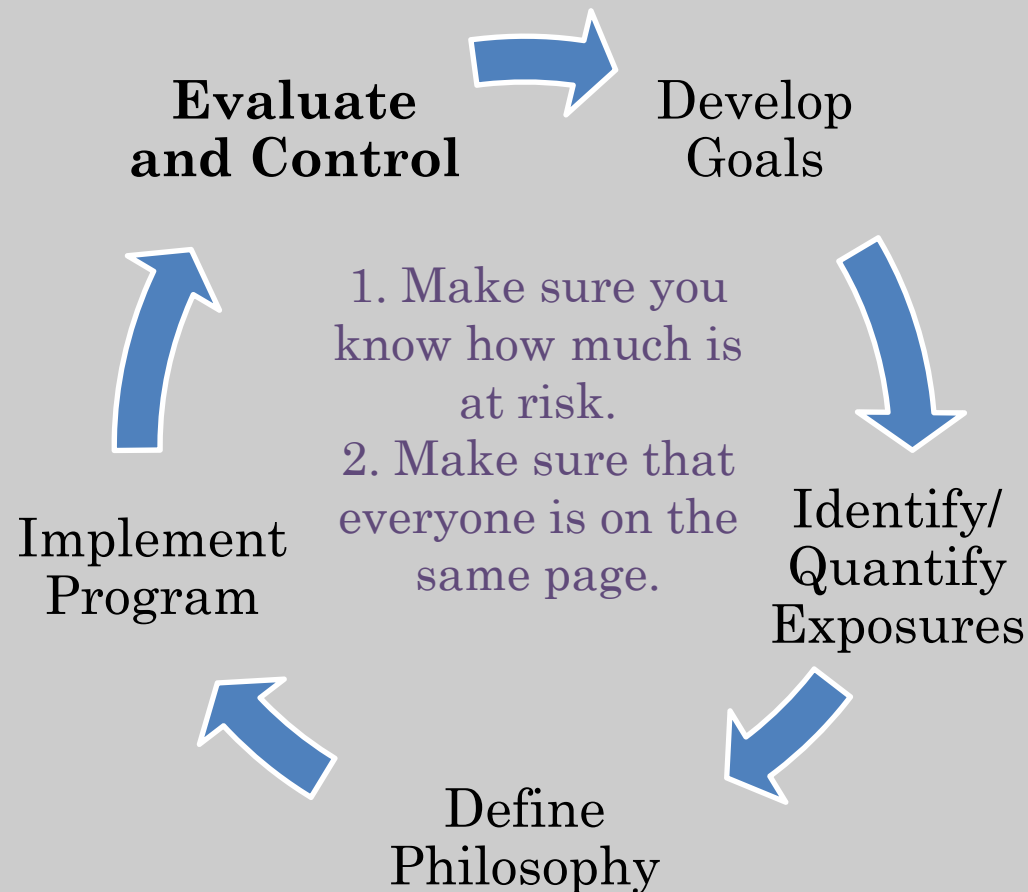 Evaluate
and Control
Develop
Goals
1. Make sure you
know how much is
at risk.
2. Make sure that
everyone is on the
same page.
Identify/
Quantify
Exposures
Implement
Program
Define
Philosophy